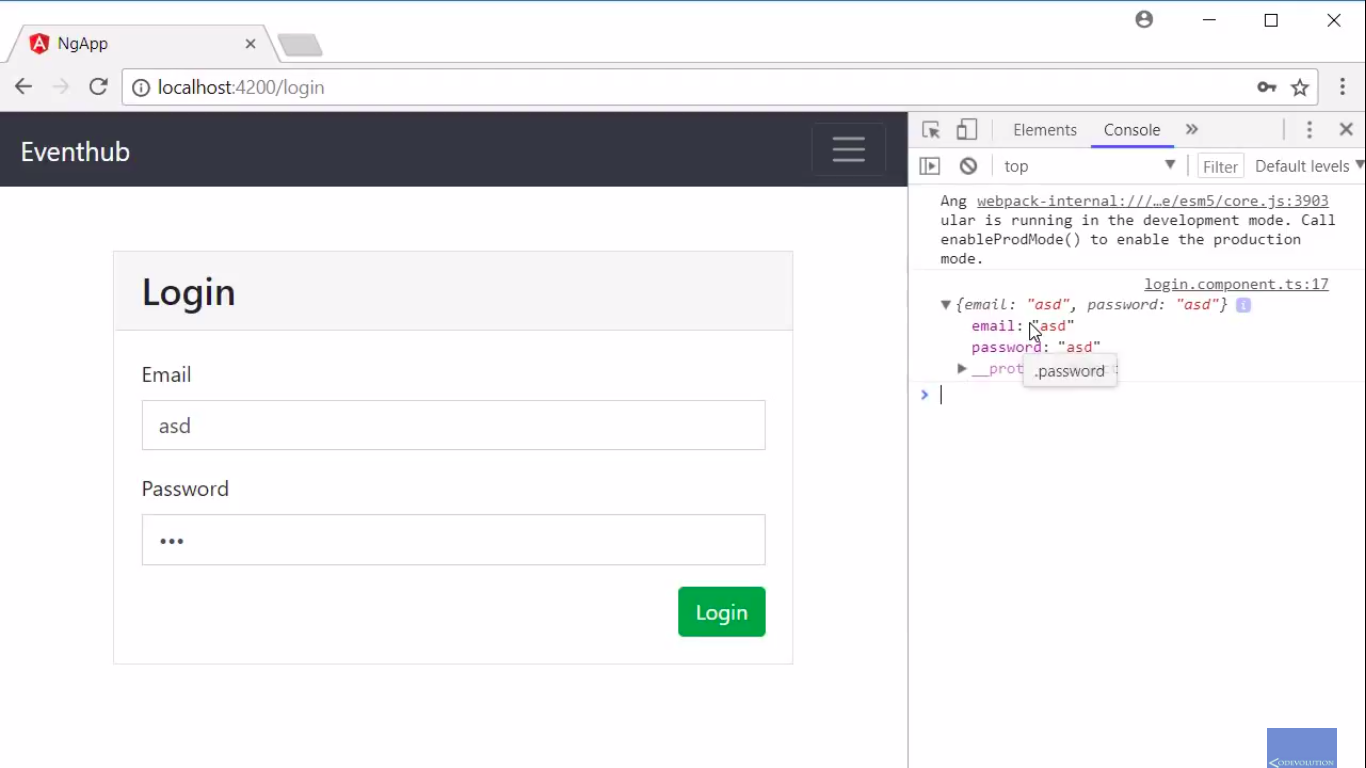 NgApp
localhost:4200/login
Eventhub
Login
Email
asd
Password
•••
Login
Elements Console »
top Filter Default levels
Ang webpack-internal:///…e/esm5/core.js:3903
ular is running in the development mode. Call
enableProdMode() to enable the production
mode.
login.component.ts:17
{email: "asd", password: "asd"} i
email: "asd"
password: "asd"
__prot
.password
>
CODEVOLUTION